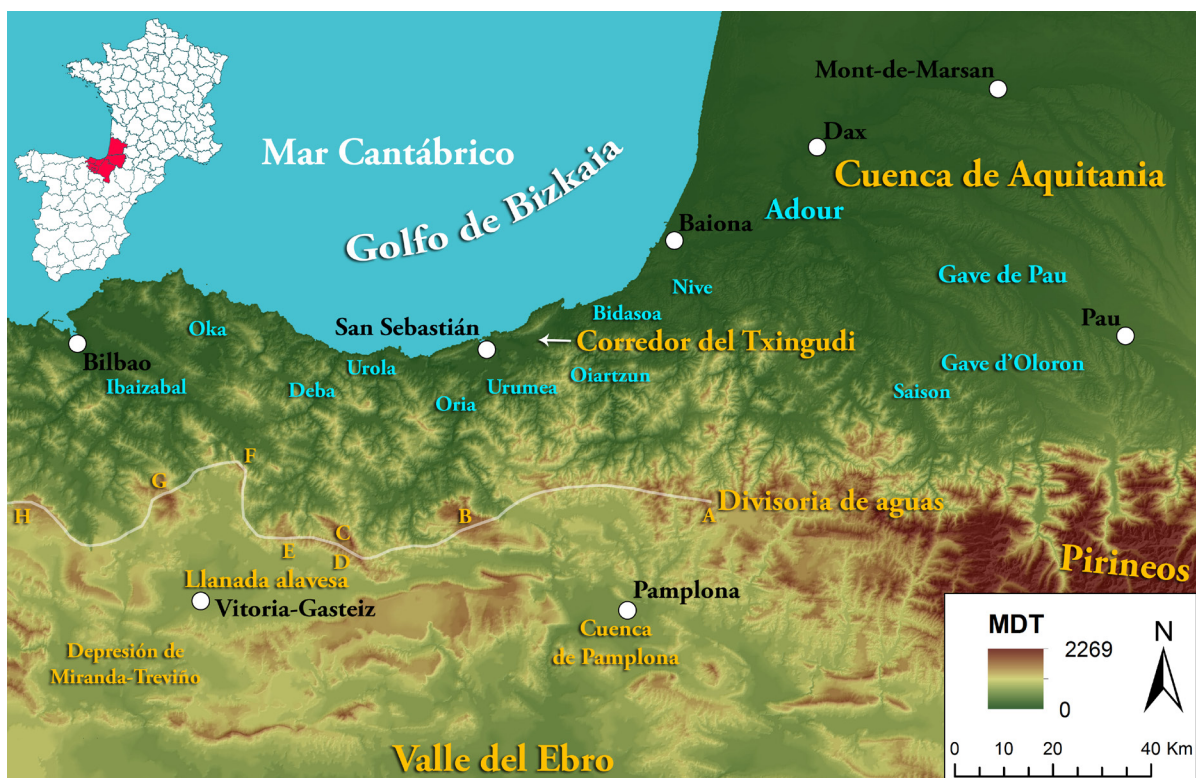 Mont-de-Marsan
Dax
Mar Cantábrico
Cuenca de Aquitania
Golfo de Bizkaia
Adour
Baiona
Gave de Pau
Nive
Bidasoa
Oka
San Sebastián
Pau
Corredor del Txingudi
Bilbao
Urola
Gave d'Oloron
Ibaizabal
Deba
Urumea
Oiartzun
Saison
Oria
F
G
H
B
A
Divisoria de aguas
C
E
D
Pirineos
Llanada alavesa
Vitoria-Gasteiz
Pamplona
Cuenca
de Pamplona
Depresión de
Miranda-Treviño
Valle del Ebro
MDT
2269
0
N
0 10 20 40 Km